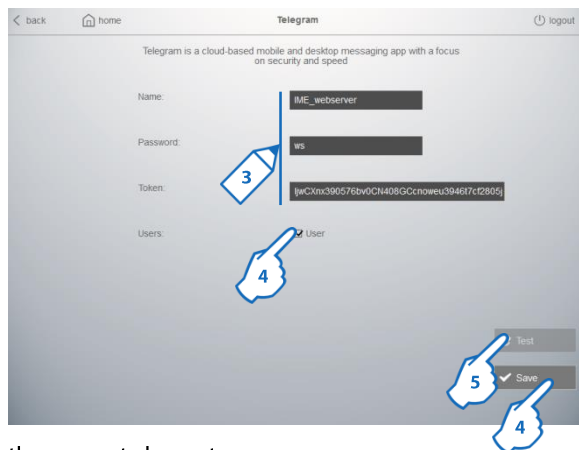 back home Telegram logout
Telegram is a cloud-based mobile and desktop messaging app with a focus
on security and speed
Name: IME_webserver
Password: ws
3
Token: IjwCXnx390576bv0CN408GCcnoweu3946t7cf2805j
Users: User
4
Test
5
Save
4